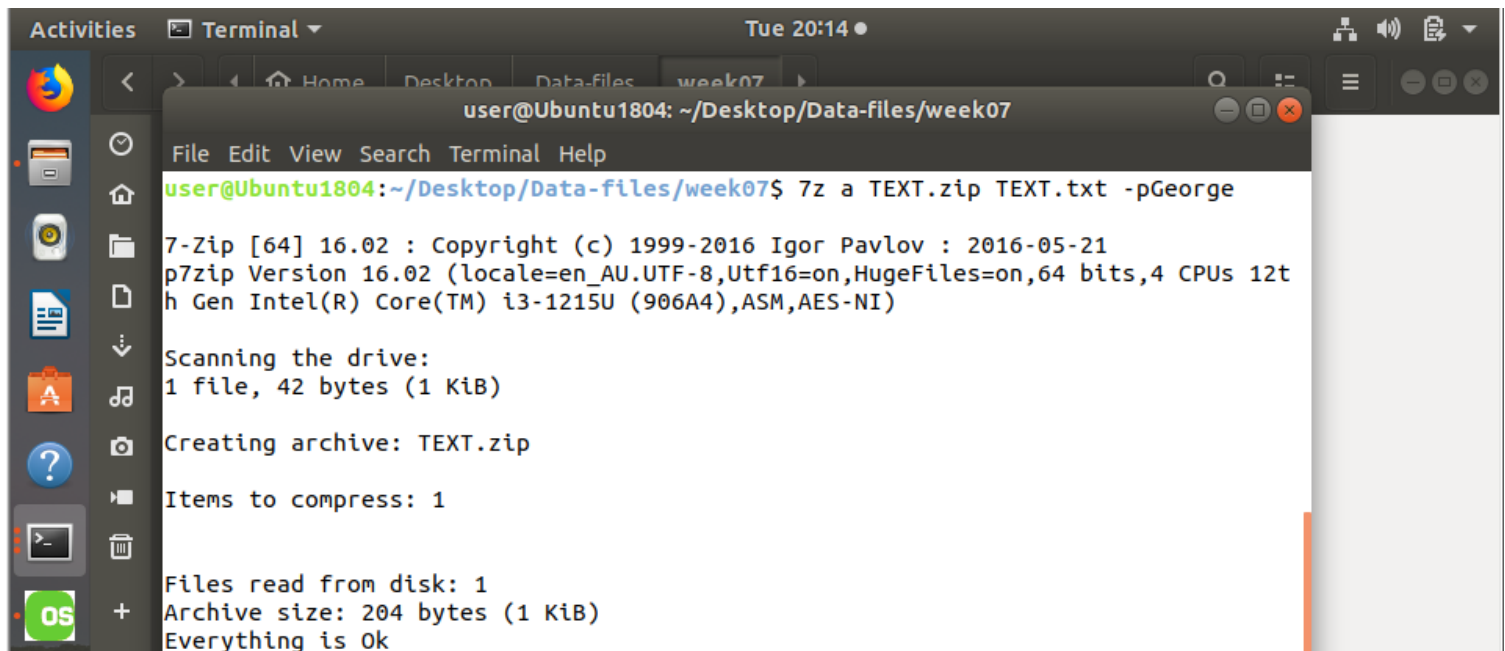 Activities Terminal Tue 20:14
Home Desktop Data-files week07
user@Ubuntu1804: ~/Desktop/Data-files/week07
File Edit View Search Terminal Help
user@Ubuntu1804:~/Desktop/Data-files/week07$ 7z a TEXT.zip TEXT.txt -pGeorge
7-Zip [64] 16.02 : Copyright (c) 1999-2016 Igor Pavlov : 2016-05-21
p7zip Version 16.02 (locale=en_AU.UTF-8,Utf16=on,HugeFiles=on,64 bits,4 CPUs 12t
h Gen Intel(R) Core(TM) i3-1215U (906A4),ASM,AES-NI)
Scanning the drive:
1 file, 42 bytes (1 KiB)
Creating archive: TEXT.zip
Items to compress: 1
Files read from disk: 1
Archive size: 204 bytes (1 KiB)
Everything is Ok
OS